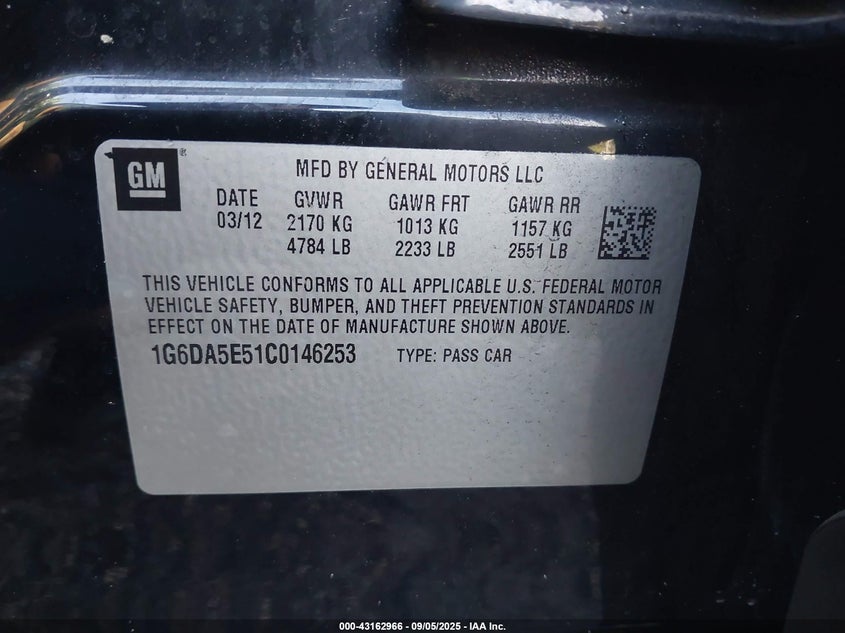 GM
MFD BY GENERAL MOTORS LLC
DATE GVWR GAWR FRT GAWR RR
03/12 2170 KG 1013 KG 1157 KG
4784 LB 2233 LB 2551 LB
THIS VEHICLE CONFORMS TO ALL APPLICABLE U.S. FEDERAL MOTOR
VEHICLE SAFETY, BUMPER, AND THEFT PREVENTION STANDARDS IN
EFFECT ON THE DATE OF MANUFACTURE SHOWN ABOVE.
1G6DA5E51C0146253 TYPE: PASS CAR
000-43162966 - 09/05/2025 - IAA Inc.